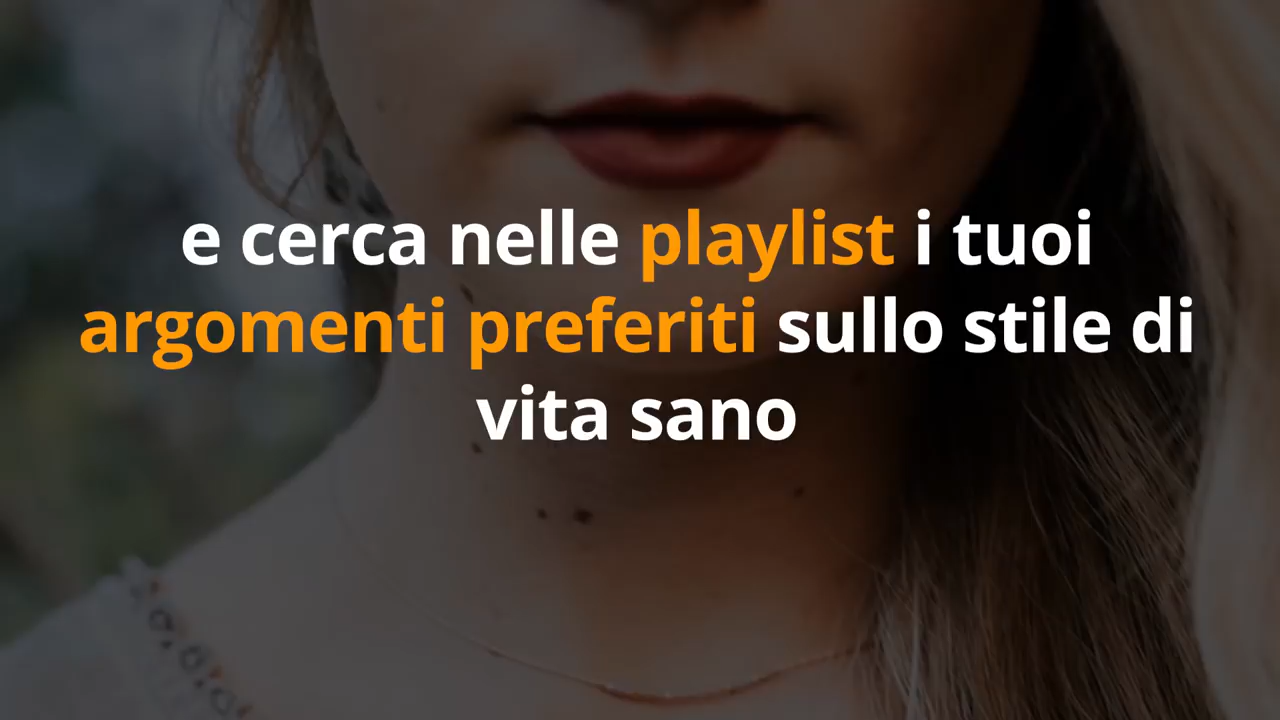 e cerca nelle playlist i tuoi
argomenti preferiti sullo stile di
vita sano